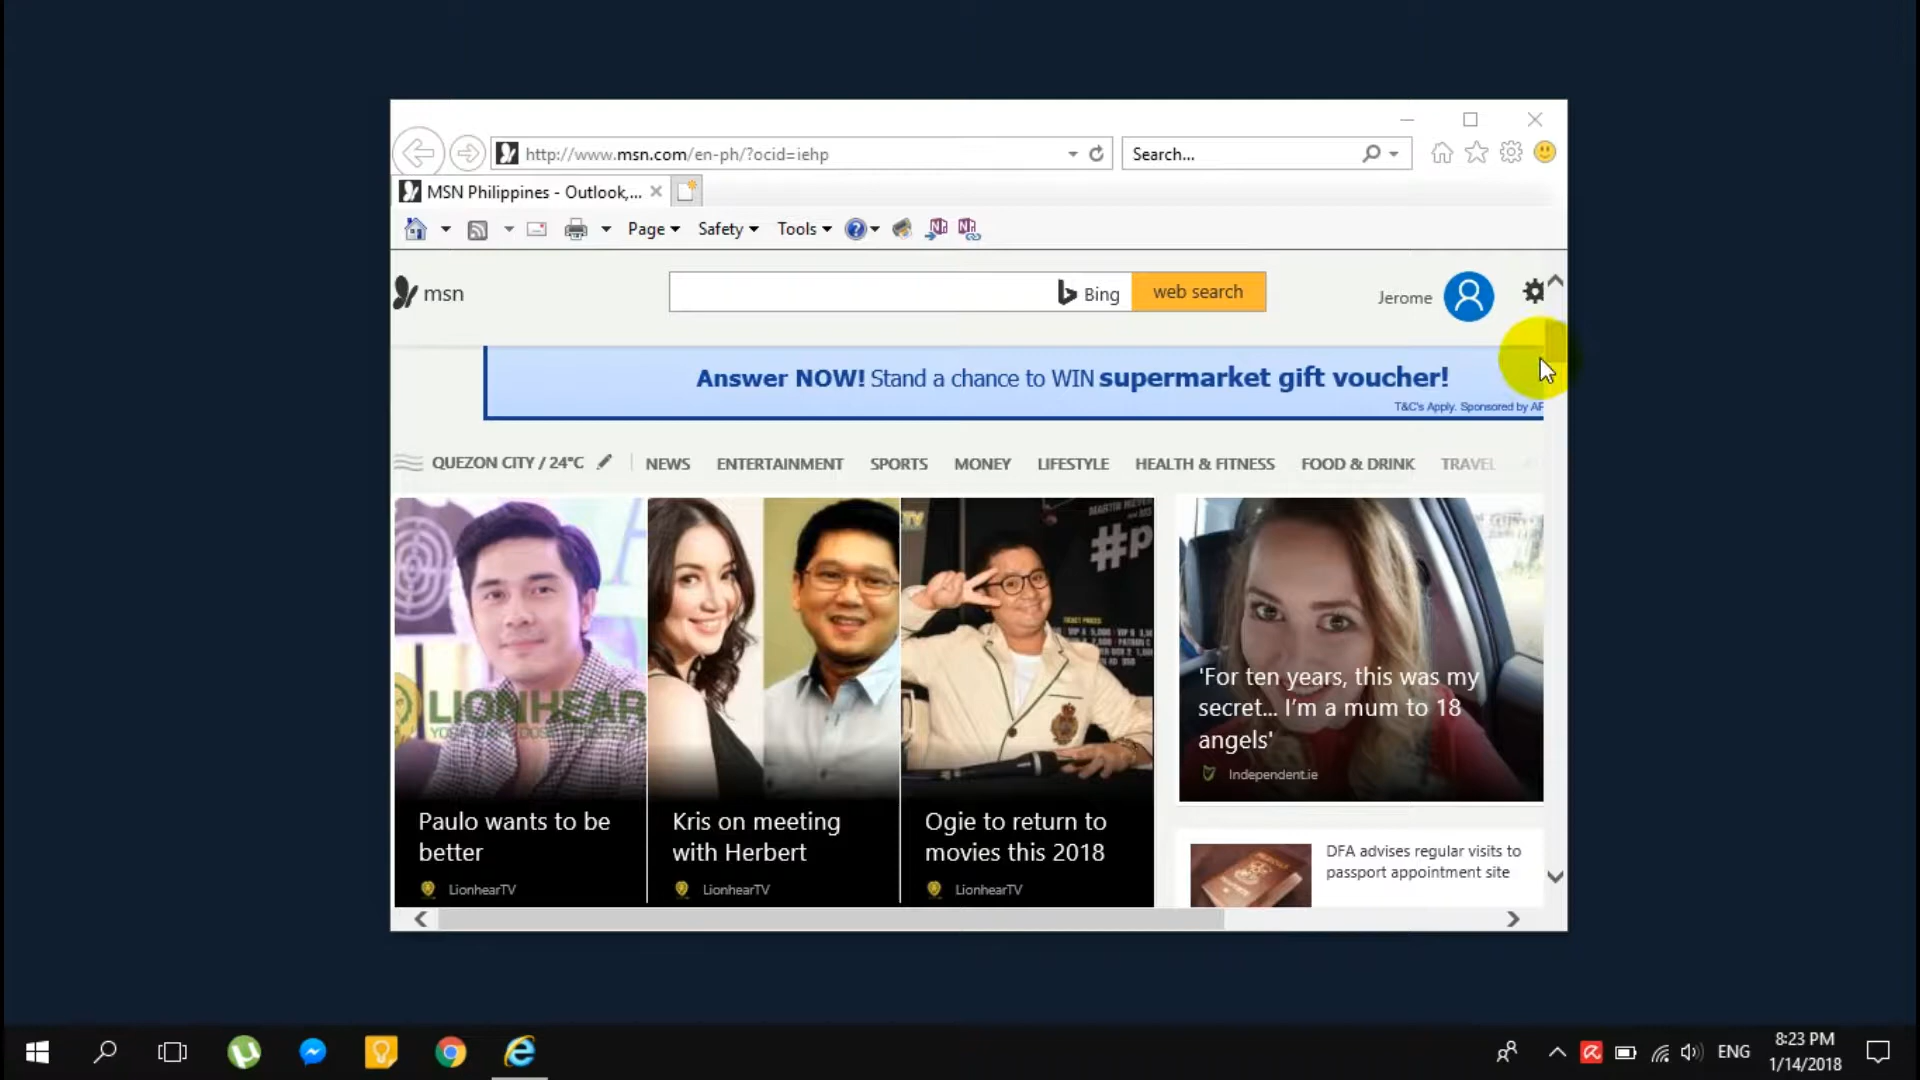 http://www.msn.com/en-ph/?ocid=iehp
Search...
MSN Philippines - Outlook,...
Page
Safety
Tools
msn
Bing
web search
Jerome
Answer NOW! Stand a chance to WIN supermarket gift voucher!
T&C's Apply. Sponsored by
QUEZON CITY / 24°C
NEWS
ENTERTAINMENT
SPORTS
MONEY
LIFESTYLE
HEALTH & FITNESS
FOOD & DRINK
TRAVEL
LIONHEAR
#p
'For ten years, this was my
secret... I'm a mum to 18
angels'
Independent.ie
Paulo wants to be
better
LionhearTV
Kris on meeting
with Herbert
LionhearTV
Ogie to return to
movies this 2018
LionhearTV
DFA advises regular visits to
passport appointment site
ENG
8:23 PM
1/14/2018